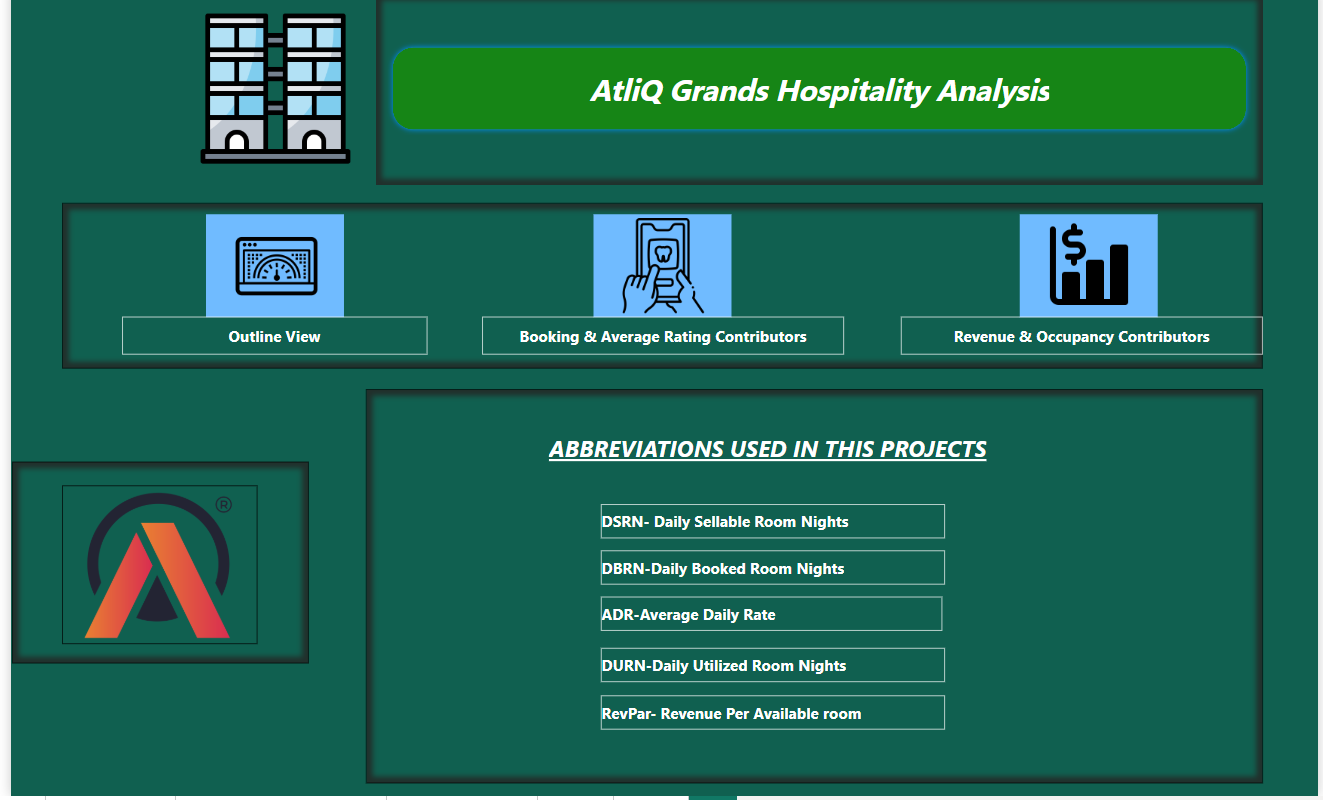 AtliQ Grands Hospitality Analysis
Outline View
Booking & Average Rating Contributors
Revenue & Occupancy Contributors
ABBREVIATIONS USED IN THIS PROJECTS
®
DSRN- Daily Sellable Room Nights
DBRN-Daily Booked Room Nights
ADR-Average Daily Rate
DURN-Daily Utilized Room Nights
RevPar- Revenue Per Available room